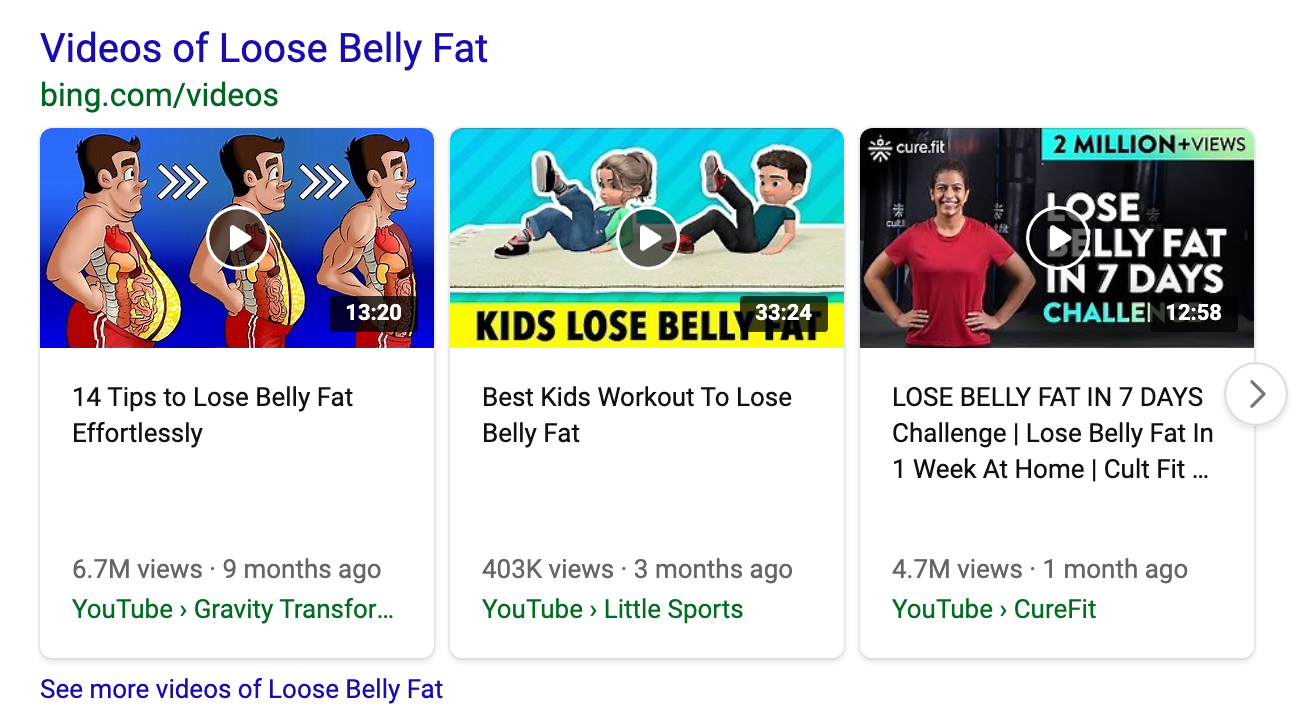 Videos of Loose Belly Fat
bing.com/videos
13:20
KIDS LOSE BELLY FAT
33:24
cure.fit
2 MILLION+VIEWS
cult
LOSE
BELLY FAT
IN 7 DAYS
12:58
14 Tips to Lose Belly Fat
Effortlessly
6.7M views · 9 months ago
YouTube › Gravity Transfor...
Best Kids Workout To Lose
Belly Fat
403K views · 3 months ago
YouTube › Little Sports
LOSE BELLY FAT IN 7 DAYS
Challenge | Lose Belly Fat In
1 Week At Home | Cult Fit ...
4.7M views · 1 month ago
YouTube › CureFit
See more videos of Loose Belly Fat